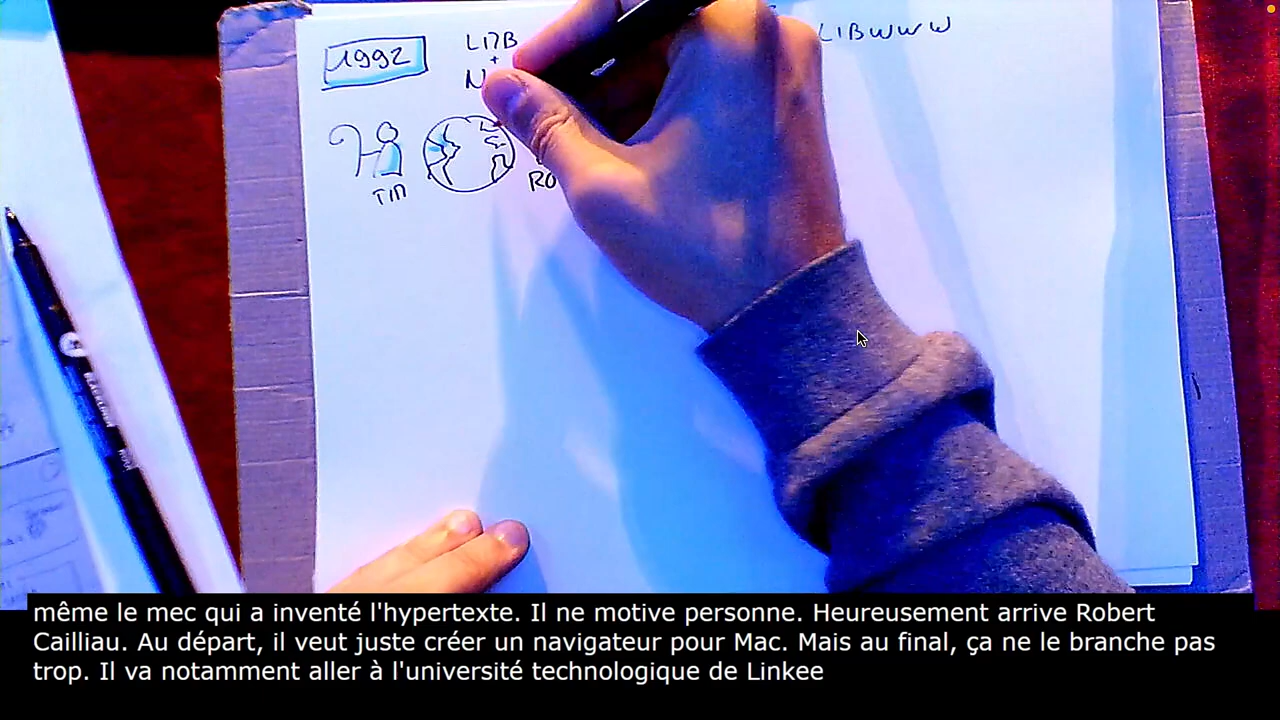 1992
LIB
+
N
LIBWWW
TIM
RO
même le mec qui a inventé l'hypertexte. Il ne motive personne. Heureusement arrive Robert
Cailliau. Au départ, il veut juste créer un navigateur pour Mac. Mais au final, ça ne le branche pas
trop. Il va notamment aller à l'université technologique de Linkee